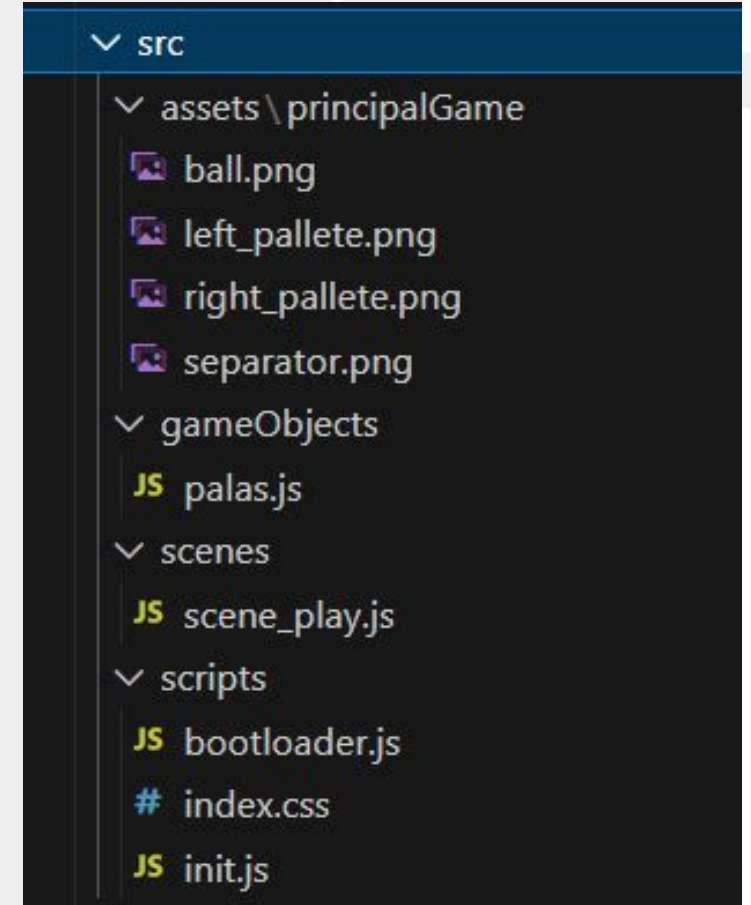 src
assets\principalGame
ball.png
left_pallete.png
right_pallete.png
separator.png
gameObjects
JS palas.js
scenes
JS scene_play.js
scripts
JS bootloader.js
# index.css
JS init.js